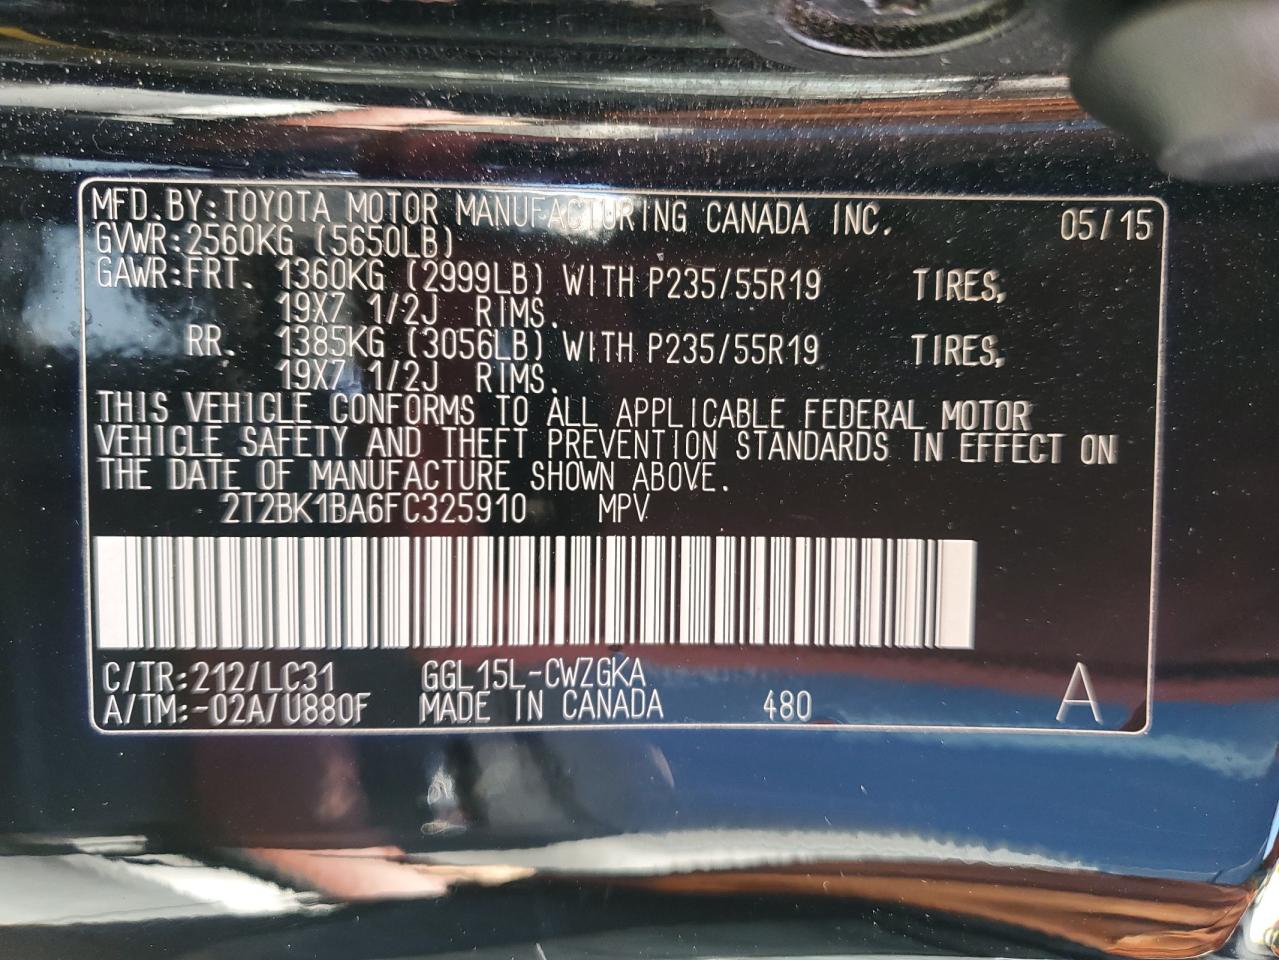 MFD.BY:TOYOTA MOTOR MANUFACTURING CANADA INC. 05/15
GVWR:2560KG (5650LB)
GAWR:FRT. 1360KG (2999LB) WITH P235/55R19 TIRES,
19X7 1/2J RIMS.
RR. 1385KG (3056LB) WITH P235/55R19 TIRES,
19X7 1/2J RIMS.
THIS VEHICLE CONFORMS TO ALL APPLICABLE FEDERAL MOTOR
VEHICLE SAFETY AND THEFT PREVENTION STANDARDS IN EFFECT ON
THE DATE OF MANUFACTURE SHOWN ABOVE.
2T2BK1BA6FC325910 MPV
C/TR:212/LC31 GGL15L-CWZGKA
A/TM:-02A/U880F MADE IN CANADA 480 A